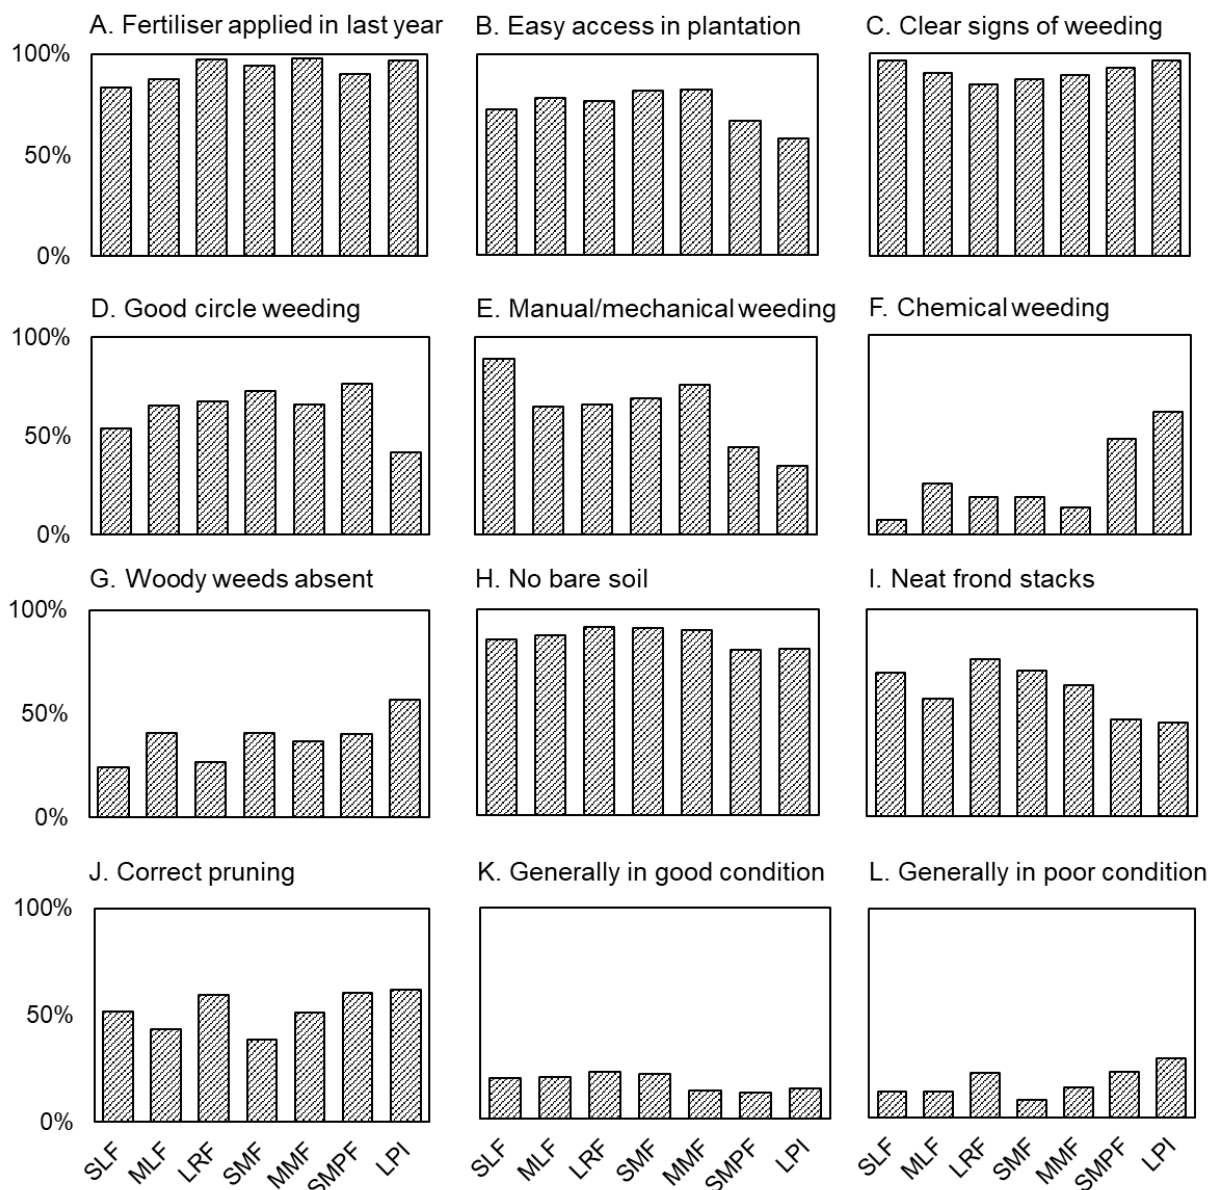 A. Fertiliser applied in last year
B. Easy access in plantation
C. Clear signs of weeding
100%
50%
0%
D. Good circle weeding
E. Manual/mechanical weeding
F. Chemical weeding
100%
50%
0%
G. Woody weeds absent
H. No bare soil
I. Neat frond stacks
100%
50%
0%
J. Correct pruning
K. Generally in good condition
L. Generally in poor condition
100%
50%
0%
SLF
MLF
LRF
SMF
MMF
SMPF
LPI
SLF
MLF
LRF
SMF
MMF
SMPF
LPI
SLF
MLF
LRF
SMF
MMF
SMPF
LPI